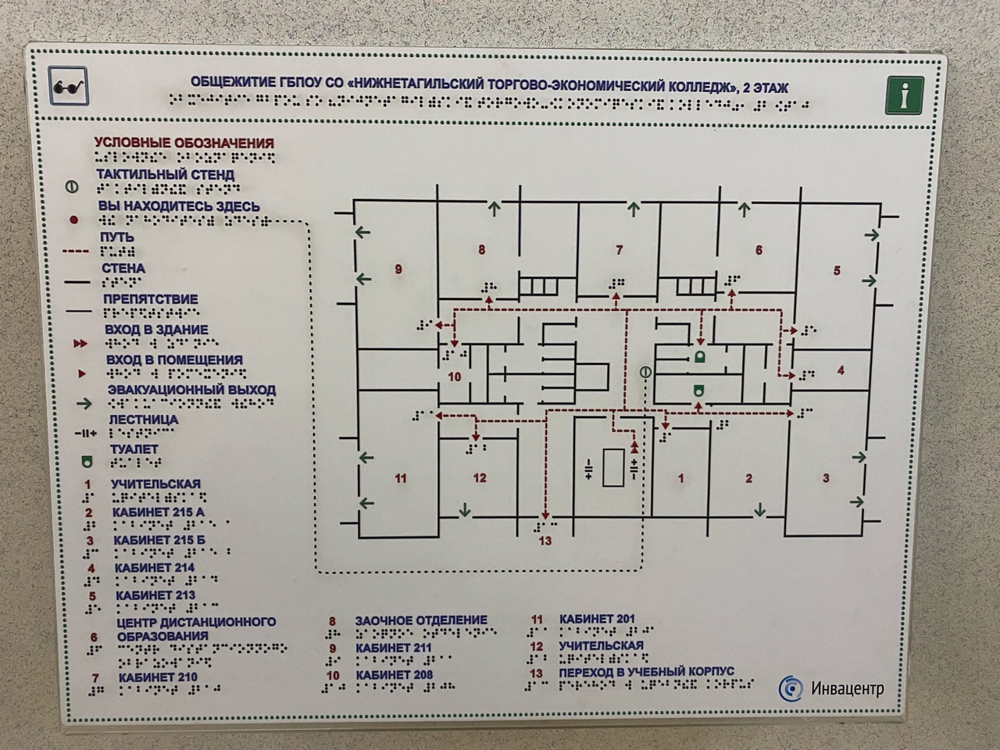 ОБЩЕЖИТИЕ ГБПОУ СО «НИЖНЕТАГИЛЬСКИЙ ТОРГОВО-ЭКОНОМИЧЕСКИЙ КОЛЛЕДЖ», 2 ЭТАЖ
УСЛОВНЫЕ ОБОЗНАЧЕНИЯ
ТАКТИЛЬНЫЙ СТЕНД
ВЫ НАХОДИТЕСЬ ЗДЕСЬ
ПУТЬ
СТЕНА
ПРЕПЯТСТВИЕ
ВХОД В ЗДАНИЕ
ВХОД В ПОМЕЩЕНИЯ
ЭВАКУАЦИОННЫЙ ВЫХОД
ЛЕСТНИЦА
ТУАЛЕТ
1 УЧИТЕЛЬСКАЯ
2 КАБИНЕТ 215 А
3 КАБИНЕТ 215 Б
4 КАБИНЕТ 214
5 КАБИНЕТ 213
6 ЦЕНТР ДИСТАНЦИОННОГО
ОБРАЗОВАНИЯ
7 КАБИНЕТ 210
8 ЗАОЧНОЕ ОТДЕЛЕНИЕ
9 КАБИНЕТ 211
10 КАБИНЕТ 208
11 КАБИНЕТ 201
12 УЧИТЕЛЬСКАЯ
13 ПЕРЕХОД В УЧЕБНЫЙ КОРПУС
8
7
6
9
5
10
4
11
12
1
2
3
13
Инвацентр